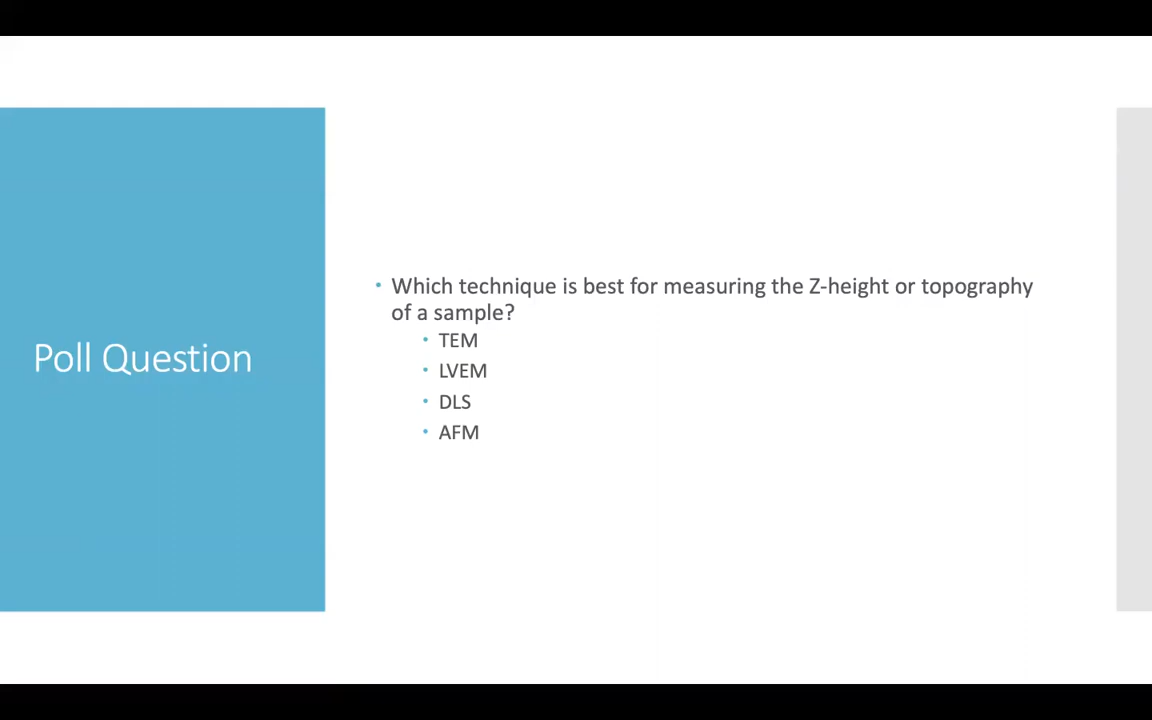 Poll Question
• Which technique is best for measuring the Z-height or topography
of a sample?
• TEM
• LVEM
• DLS
• AFM